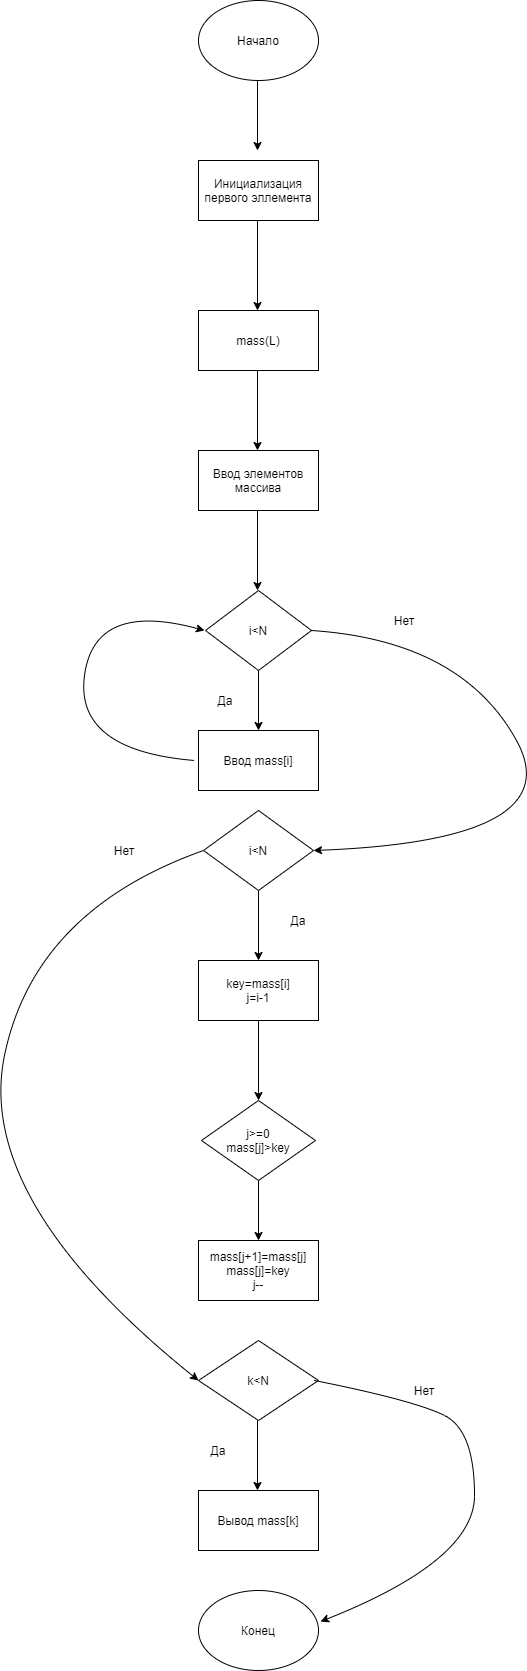 Начало
Инициализация
первого эллемента
mass(L)
Ввод элементов
массива
i<N
Нет
Да
Ввод mass[i]
i<N
Нет
Да
key=mass[i]
j=i-1
j>=0
mass[j]>key
mass[j+1]=mass[j]
mass[j]=key
j--
k<N
Нет
Да
Вывод mass[k]
Конец